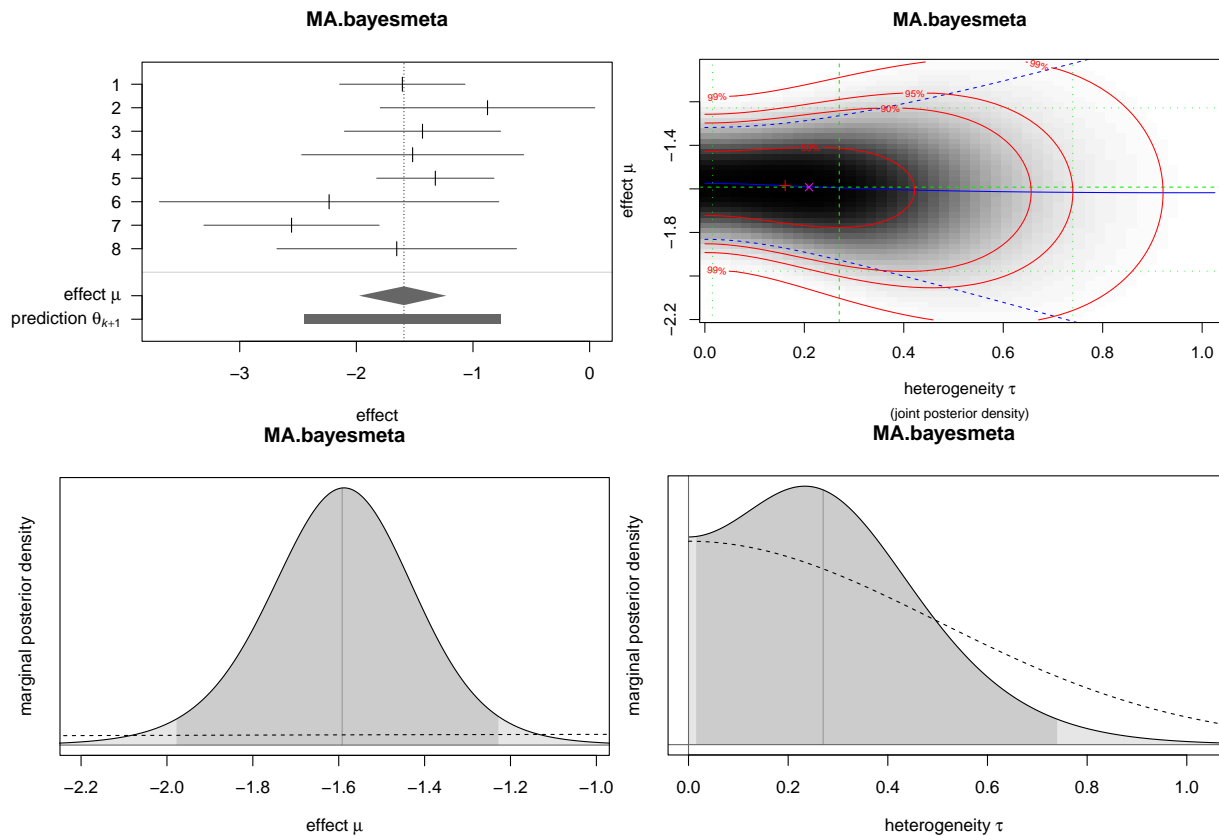 MA.bayesmeta
1
2
3
4
5
6
7
8
effect μ
prediction θk+1
−3 −2 −1 0
effect
MA.bayesmeta
effect μ
−1.4
−1.8
−2.2
99%
99%
95%
90%
50%
99%
0.0 0.2 0.4 0.6 0.8 1.0
heterogeneity τ
(joint posterior density)
MA.bayesmeta
marginal posterior density
−2.2 −2.0 −1.8 −1.6 −1.4 −1.2 −1.0
effect μ
MA.bayesmeta
marginal posterior density
0.0 0.2 0.4 0.6 0.8 1.0
heterogeneity τ